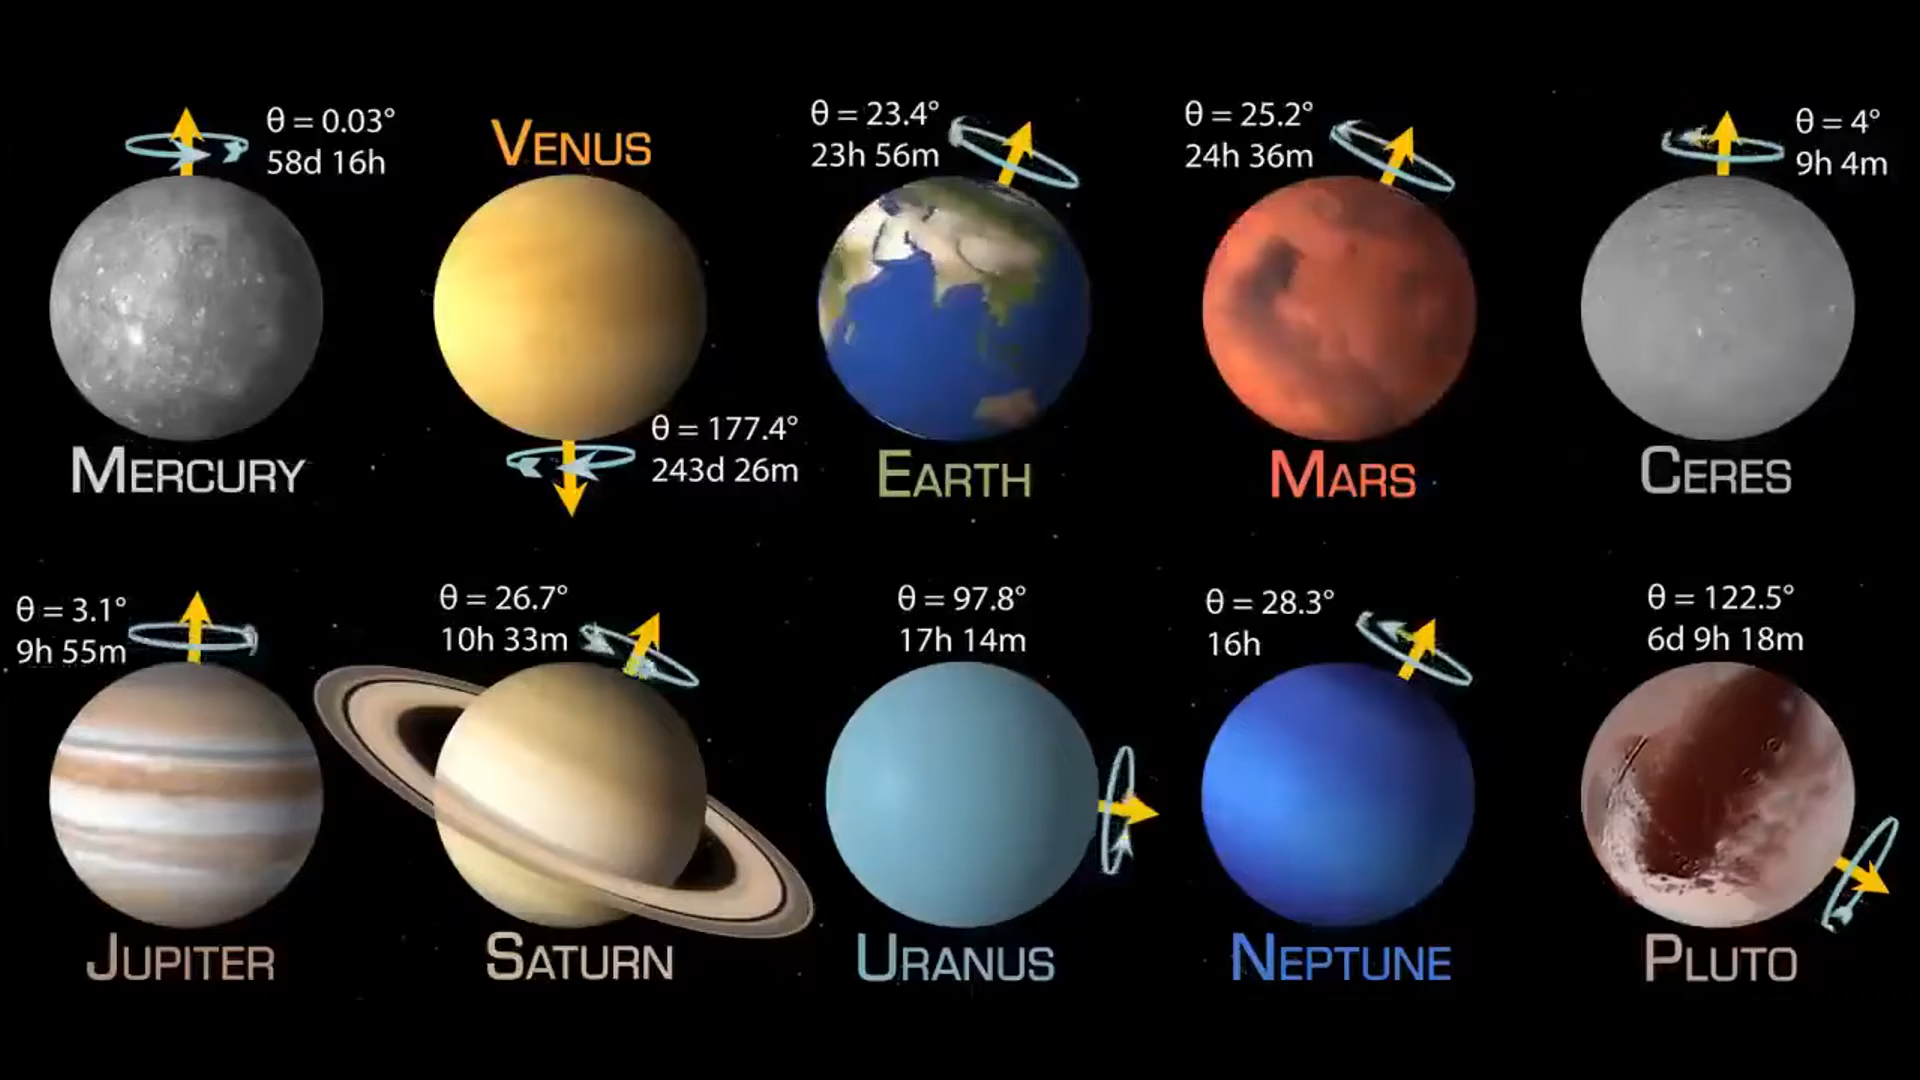 θ = 0.03°
58d 16h
MERCURY
VENUS
θ = 177.4°
243d 26m
θ = 23.4°
23h 56m
EARTH
θ = 25.2°
24h 36m
MARS
θ = 4°
9h 4m
CERES
θ = 3.1°
9h 55m
JUPITER
θ = 26.7°
10h 33m
SATURN
θ = 97.8°
17h 14m
URANUS
θ = 28.3°
16h
NEPTUNE
θ = 122.5°
6d 9h 18m
PLUTO